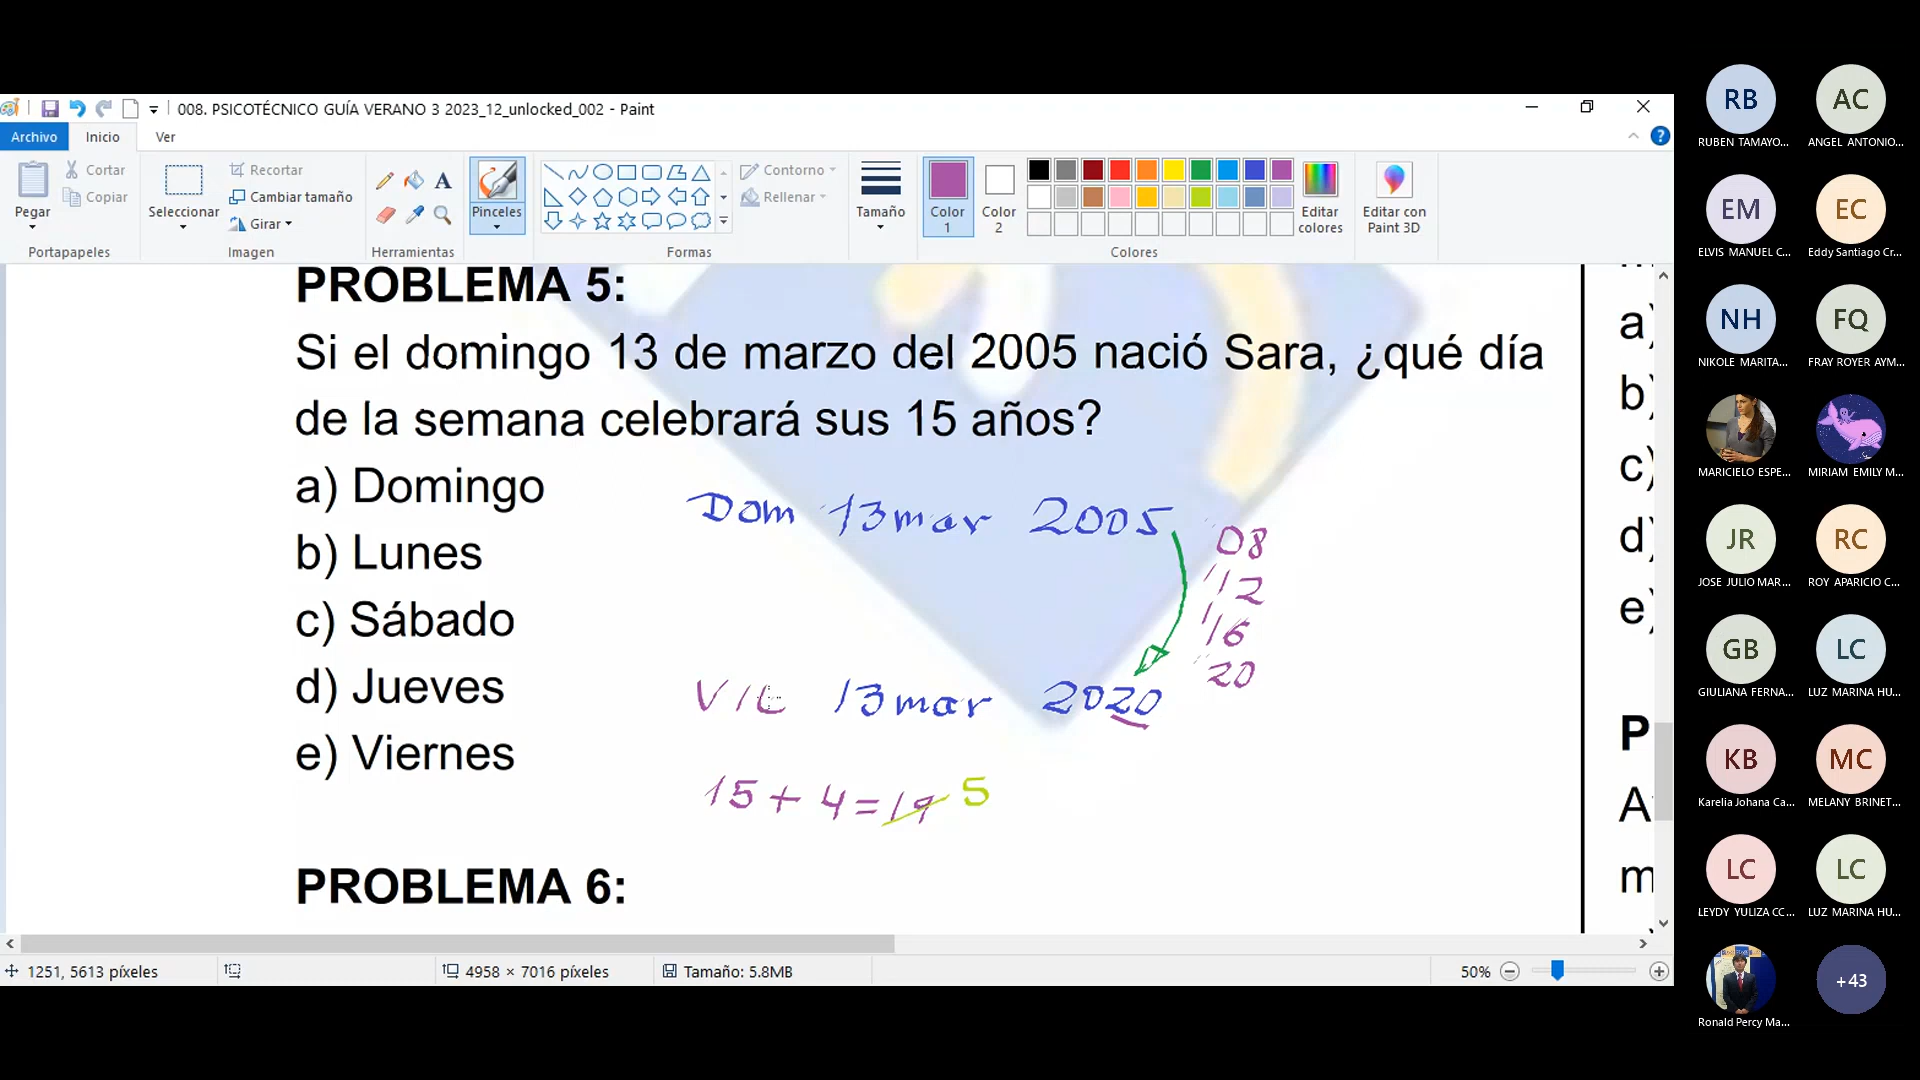 008. PSICOTÉCNICO GUÍA VERANO 3 2023_12_unlocked_002 - Paint
Archivo Inicio Ver
Pegar
Cortar
Copiar
Portapapeles
Seleccionar
Recortar
Cambiar tamaño
Girar
Imagen
Herramientas
Pinceles
Contorno
Rellenar
Formas
Tamaño
Color 1
Color 2
Editar colores
Colores
Editar con Paint 3D
PROBLEMA 5:
Si el domingo 13 de marzo del 2005 nació Sara, ¿qué día
de la semana celebrará sus 15 años?
a) Domingo
b) Lunes
c) Sábado
d) Jueves
e) Viernes
Dom 13 mar 2005
08
12
16
20
VIE 13 mar 2020
15 + 4 = 19 5
PROBLEMA 6:
a)
b)
c)
d)
e)
P
A
m
1251, 5613 píxeles
4958 × 7016 píxeles
Tamaño: 5.8MB
50%
RB
RUBEN TAMAYO...
AC
ANGEL ANTONIO...
EM
ELVIS MANUEL C...
EC
Eddy Santiago Cr...
NH
NIKOLE MARITA...
FQ
FRAY ROYER AYM...
MARICIELO ESPE...
MIRIAM EMILY M...
JR
JOSE JULIO MAR...
RC
ROY APARICIO C...
GB
GIULIANA FERNA...
LC
LUZ MARINA HU...
KB
Karelia Johana Ca...
MC
MELANY BRINET...
LC
LEYDY YULIZA CC...
LC
LUZ MARINA HU...
Ronald Percy Ma...
+43